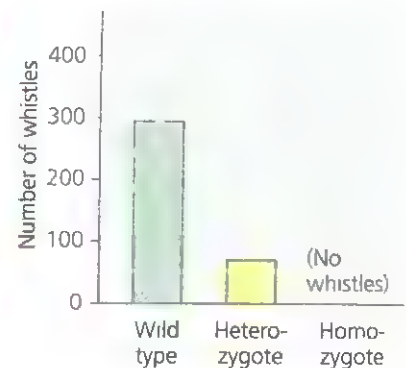 Number of whistles
400
300
200
100
0
(No
whistles)
Wild
type
Hetero-
zygote
Homo-
zygote